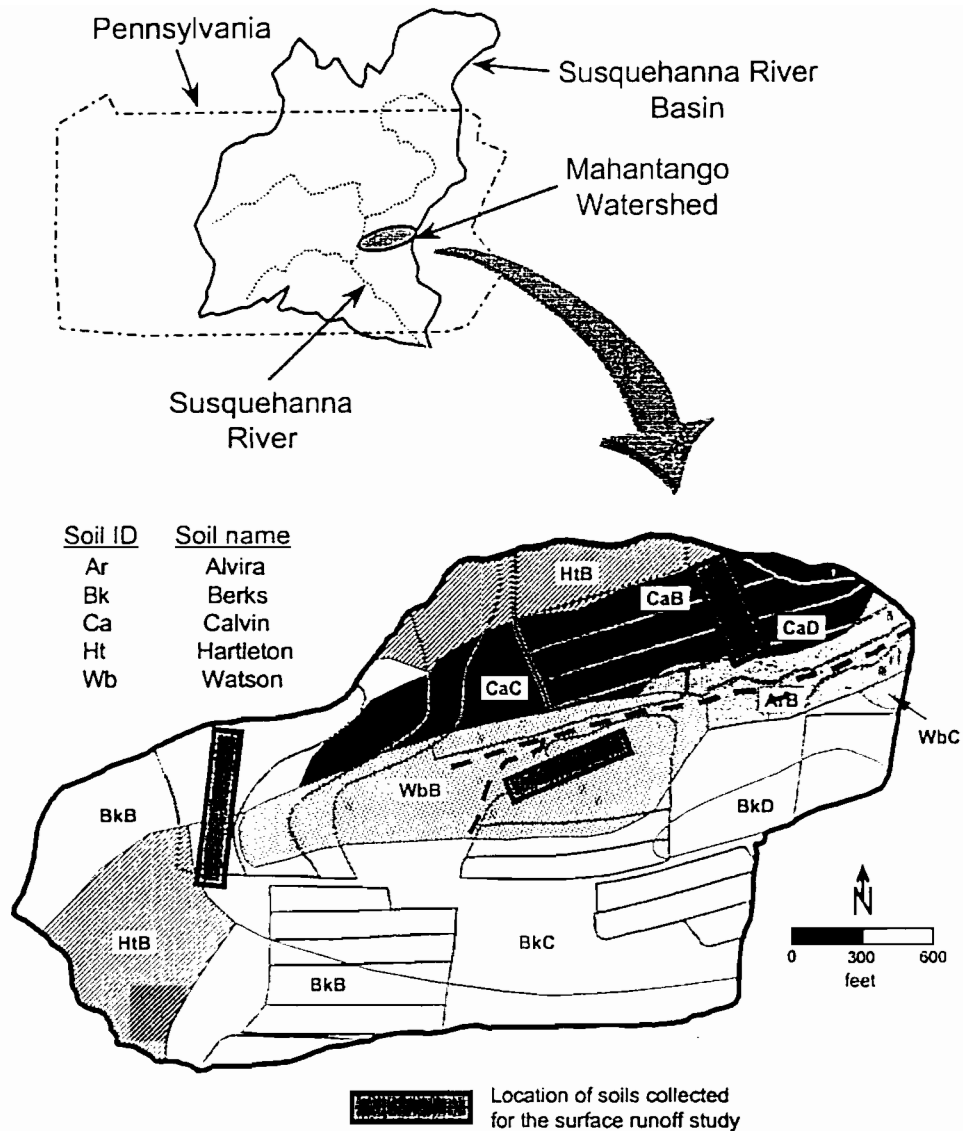 Pennsylvania
Susquehanna River
Basin
Mahantango
Watershed
Susquehanna
River
Soil ID Soil name
Ar Alvira
Bk Berks
Ca Calvin
Ht Hartleton
Wb Watson
HtB
CaB
CaD
CaC
ArB
WbC
WbB
BkB
BkD
HtB
BkC
BkB
N
0 300 600
feet
Location of soils collected
for the surface runoff study